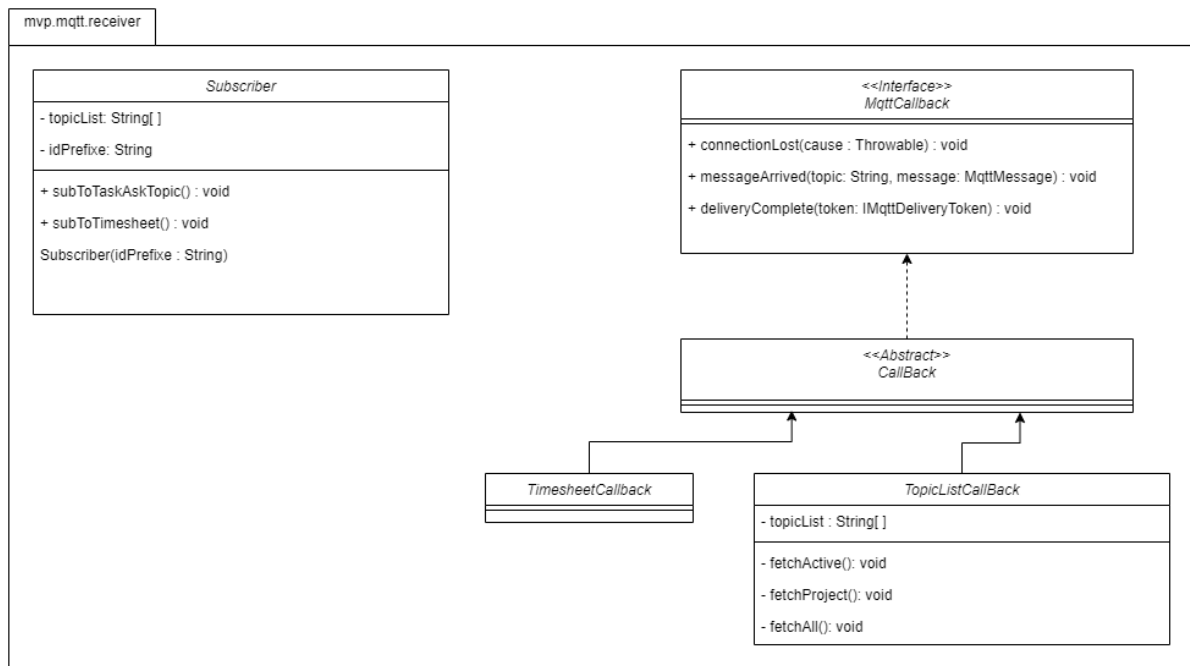 mvp.mqtt.receiver
Subscriber
- topicList: String[ ]
- idPrefixe: String
+ subToTaskAskTopic() : void
+ subToTimesheet() : void
Subscriber(idPrefixe : String)
<<Interface>>
MqttCallback
+ connectionLost(cause : Throwable) : void
+ messageArrived(topic: String, message: MqttMessage) : void
+ deliveryComplete(token: IMqttDeliveryToken) : void
<<Abstract>>
CallBack
TimesheetCallback
TopicListCallBack
- topicList : String[ ]
- fetchActive(): void
- fetchProject(): void
- fetchAll(): void